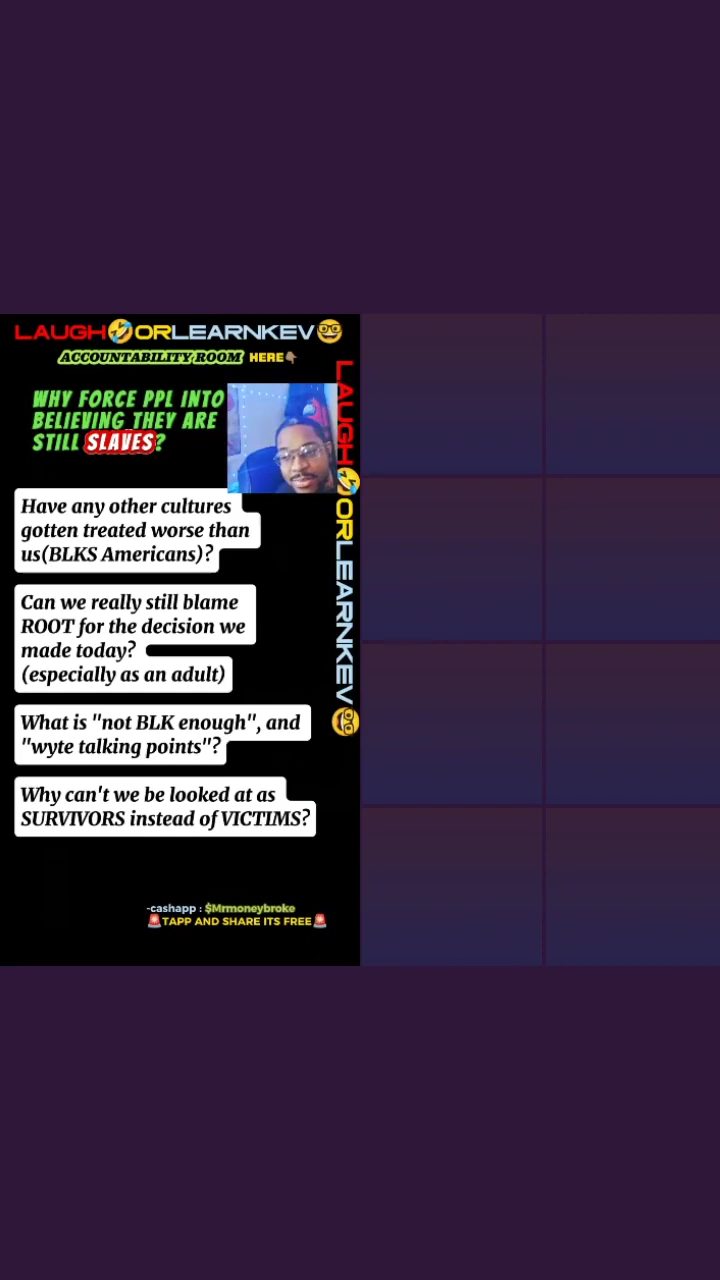 LAUGH🤣ORLEARNKEV🤓
ACCOUNTABILITY ROOM HERE👇🏽
WHY FORCE PPL INTO
BELIEVING THEY ARE
STILL SLAVES?
LAUGH🤣ORLEARNKEV🤓
Have any other cultures
gotten treated worse than
us(BLKS Americans)?
Can we really still blame
ROOT for the decision we
made today?
(especially as an adult)
What is "not BLK enough", and
"wyte talking points"?
Why can't we be looked at as
SURVIVORS instead of VICTIMS?
-cashapp : $Mrmoneybroke
🚨TAPP AND SHARE ITS FREE🚨